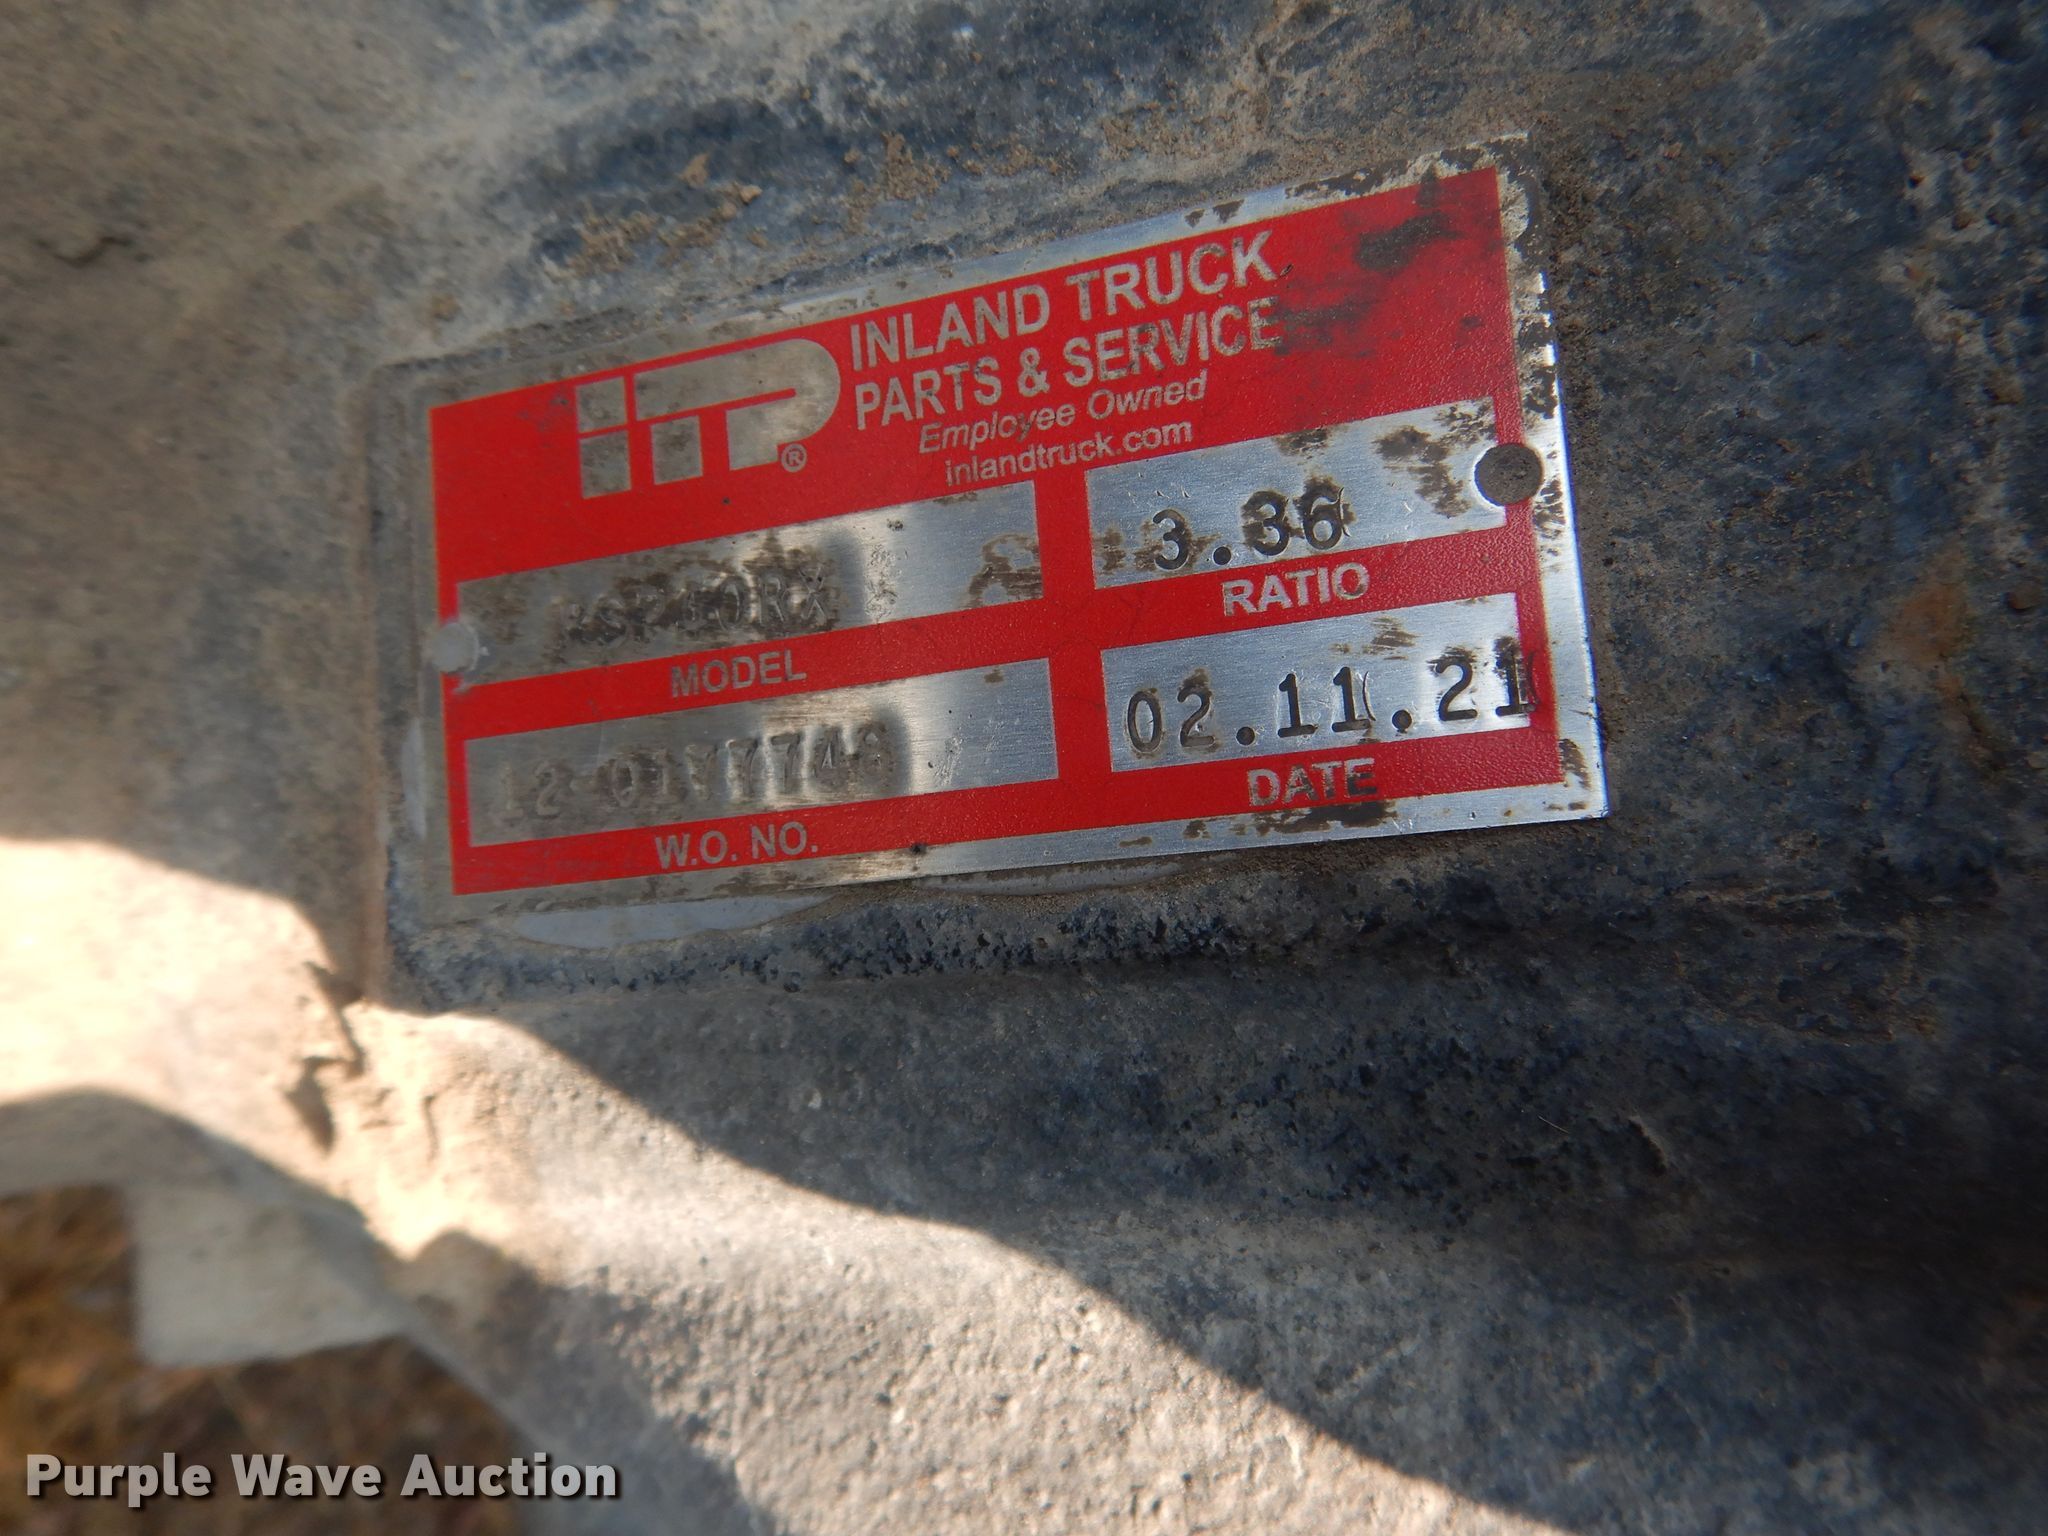 iTP®
INLAND TRUCK
PARTS & SERVICE
Employee Owned
inlandtruck.com
3.36
RATIO
MODEL
02.11.21
DATE
W.O. NO.
Purple Wave Auction